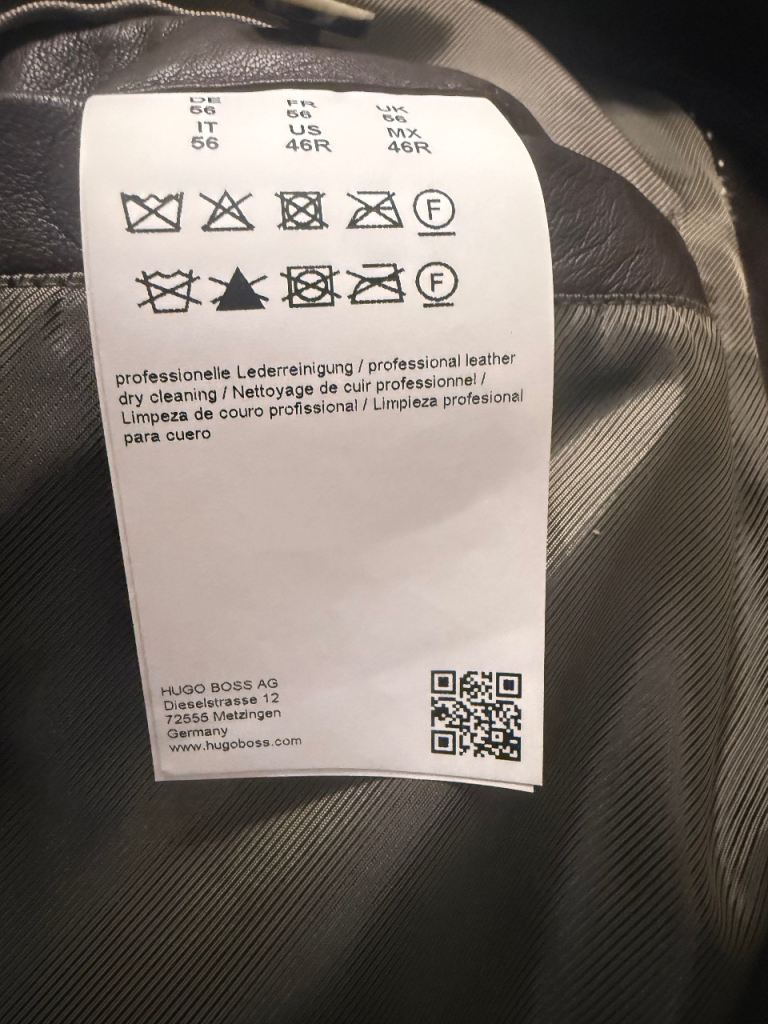 DE FR UK
56 56 56
IT US MX
56 46R 46R
F
F
professionelle Lederreinigung / professional leather
dry cleaning / Nettoyage de cuir professionnel /
Limpeza de couro profissional / Limpieza profesional
para cuero
HUGO BOSS AG
Dieselstrasse 12
72555 Metzingen
Germany
www.hugoboss.com